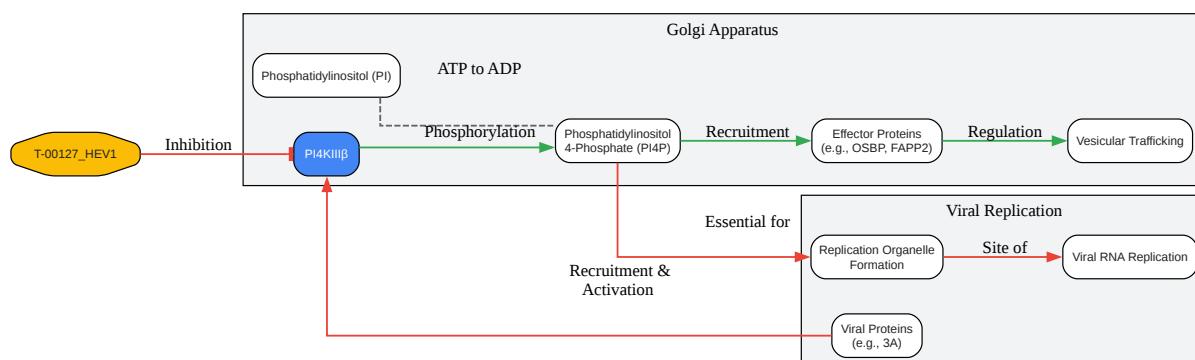 Golgi Apparatus
Phosphatidylinositol (PI)
ATP to ADP
T-00127_HEV1
Inhibition
PI4KIIIβ
Phosphorylation
Phosphatidylinositol
4-Phosphate (PI4P)
Recruitment
Effector Proteins
(e.g., OSBP, FAPP2)
Regulation
Vesicular Trafficking
Viral Replication
Essential for
Replication Organelle
Formation
Site of
Viral RNA Replication
Recruitment &
Activation
Viral Proteins
(e.g., 3A)